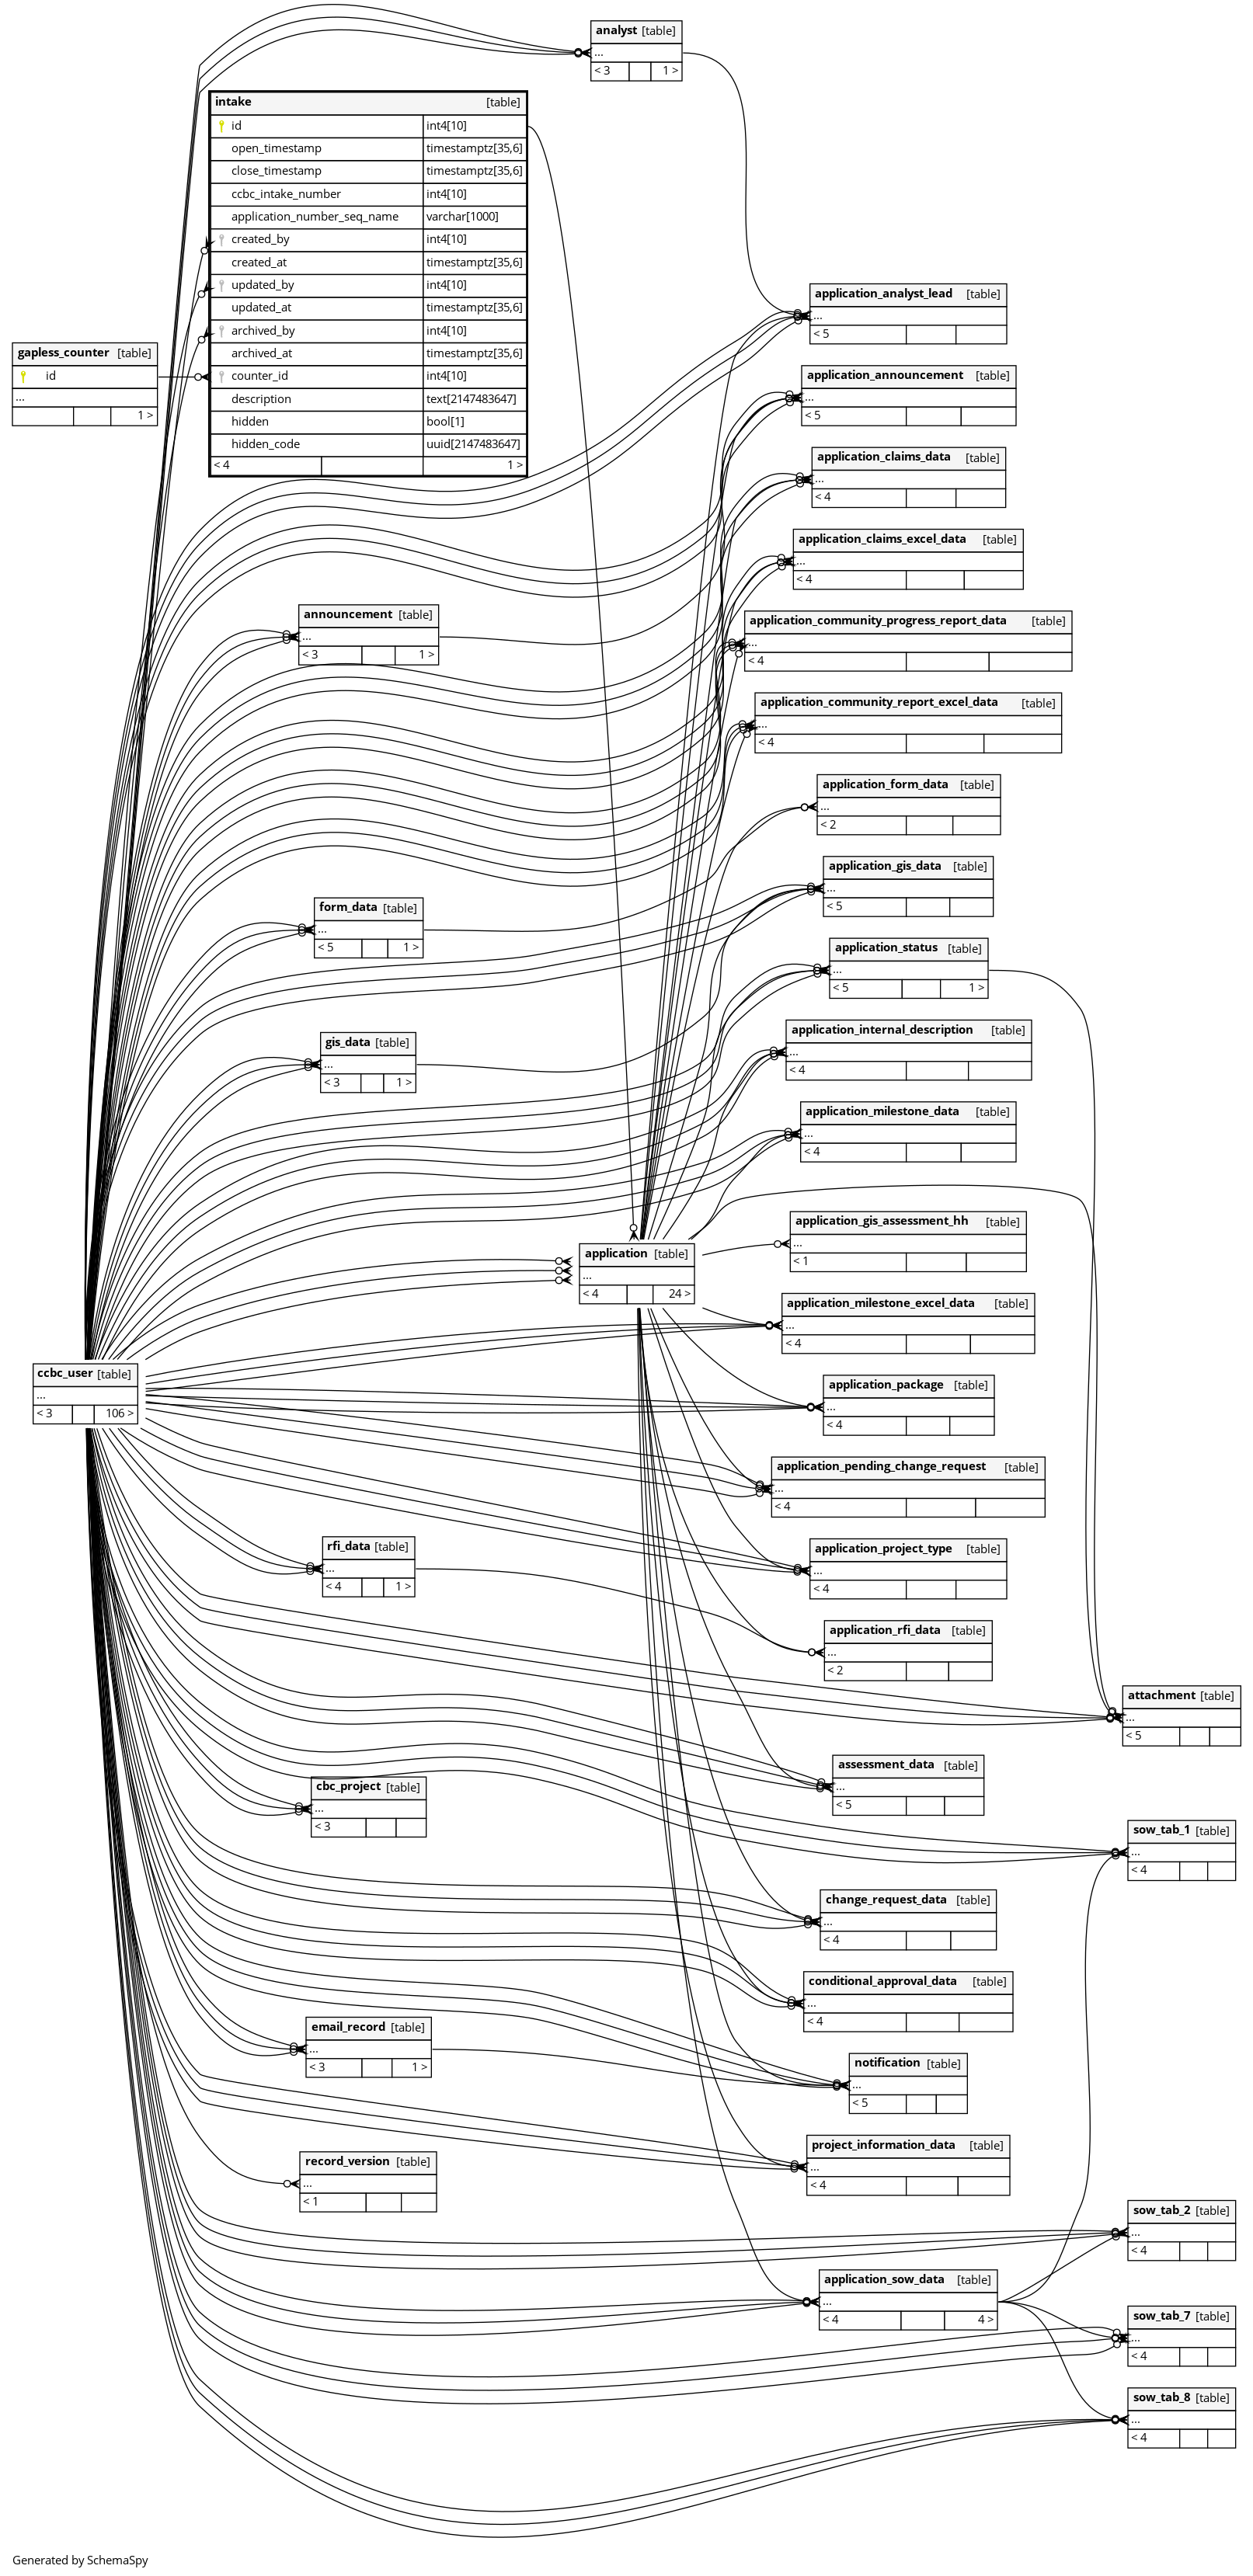 analyst [table]
...
< 3 1 >
intake [table]
id int4[10]
open_timestamp timestamptz[35,6]
close_timestamp timestamptz[35,6]
ccbc_intake_number int4[10]
application_number_seq_name varchar[1000]
created_by int4[10]
created_at timestamptz[35,6]
updated_by int4[10]
updated_at timestamptz[35,6]
archived_by int4[10]
archived_at timestamptz[35,6]
counter_id int4[10]
description text[2147483647]
hidden bool[1]
hidden_code uuid[2147483647]
< 4 1 >
gapless_counter [table]
id
...
1 >
application_analyst_lead [table]
...
< 5
application_announcement [table]
...
< 5
application_claims_data [table]
...
< 4
application_claims_excel_data [table]
...
< 4
announcement [table]
...
< 3 1 >
application_community_progress_report_data [table]
...
< 4
application_community_report_excel_data [table]
...
< 4
application_form_data [table]
...
< 2
application_gis_data [table]
...
< 5
form_data [table]
...
< 5 1 >
application_status [table]
...
< 5 1 >
gis_data [table]
...
< 3 1 >
application_internal_description [table]
...
< 4
application_milestone_data [table]
...
< 4
application_gis_assessment_hh [table]
...
< 1
application [table]
...
< 4 24 >
application_milestone_excel_data [table]
...
< 4
ccbc_user [table]
...
< 3 106 >
application_package [table]
...
< 4
application_pending_change_request [table]
...
< 4
rfi_data [table]
...
< 4 1 >
application_project_type [table]
...
< 4
application_rfi_data [table]
...
< 2
attachment [table]
...
< 5
assessment_data [table]
...
< 5
cbc_project [table]
...
< 3
sow_tab_1 [table]
...
< 4
change_request_data [table]
...
< 4
conditional_approval_data [table]
...
< 4
email_record [table]
...
< 3 1 >
notification [table]
...
< 5
project_information_data [table]
...
< 4
record_version [table]
...
< 1
sow_tab_2 [table]
...
< 4
application_sow_data [table]
...
< 4 4 >
sow_tab_7 [table]
...
< 4
sow_tab_8 [table]
...
< 4
Generated by SchemaSpy